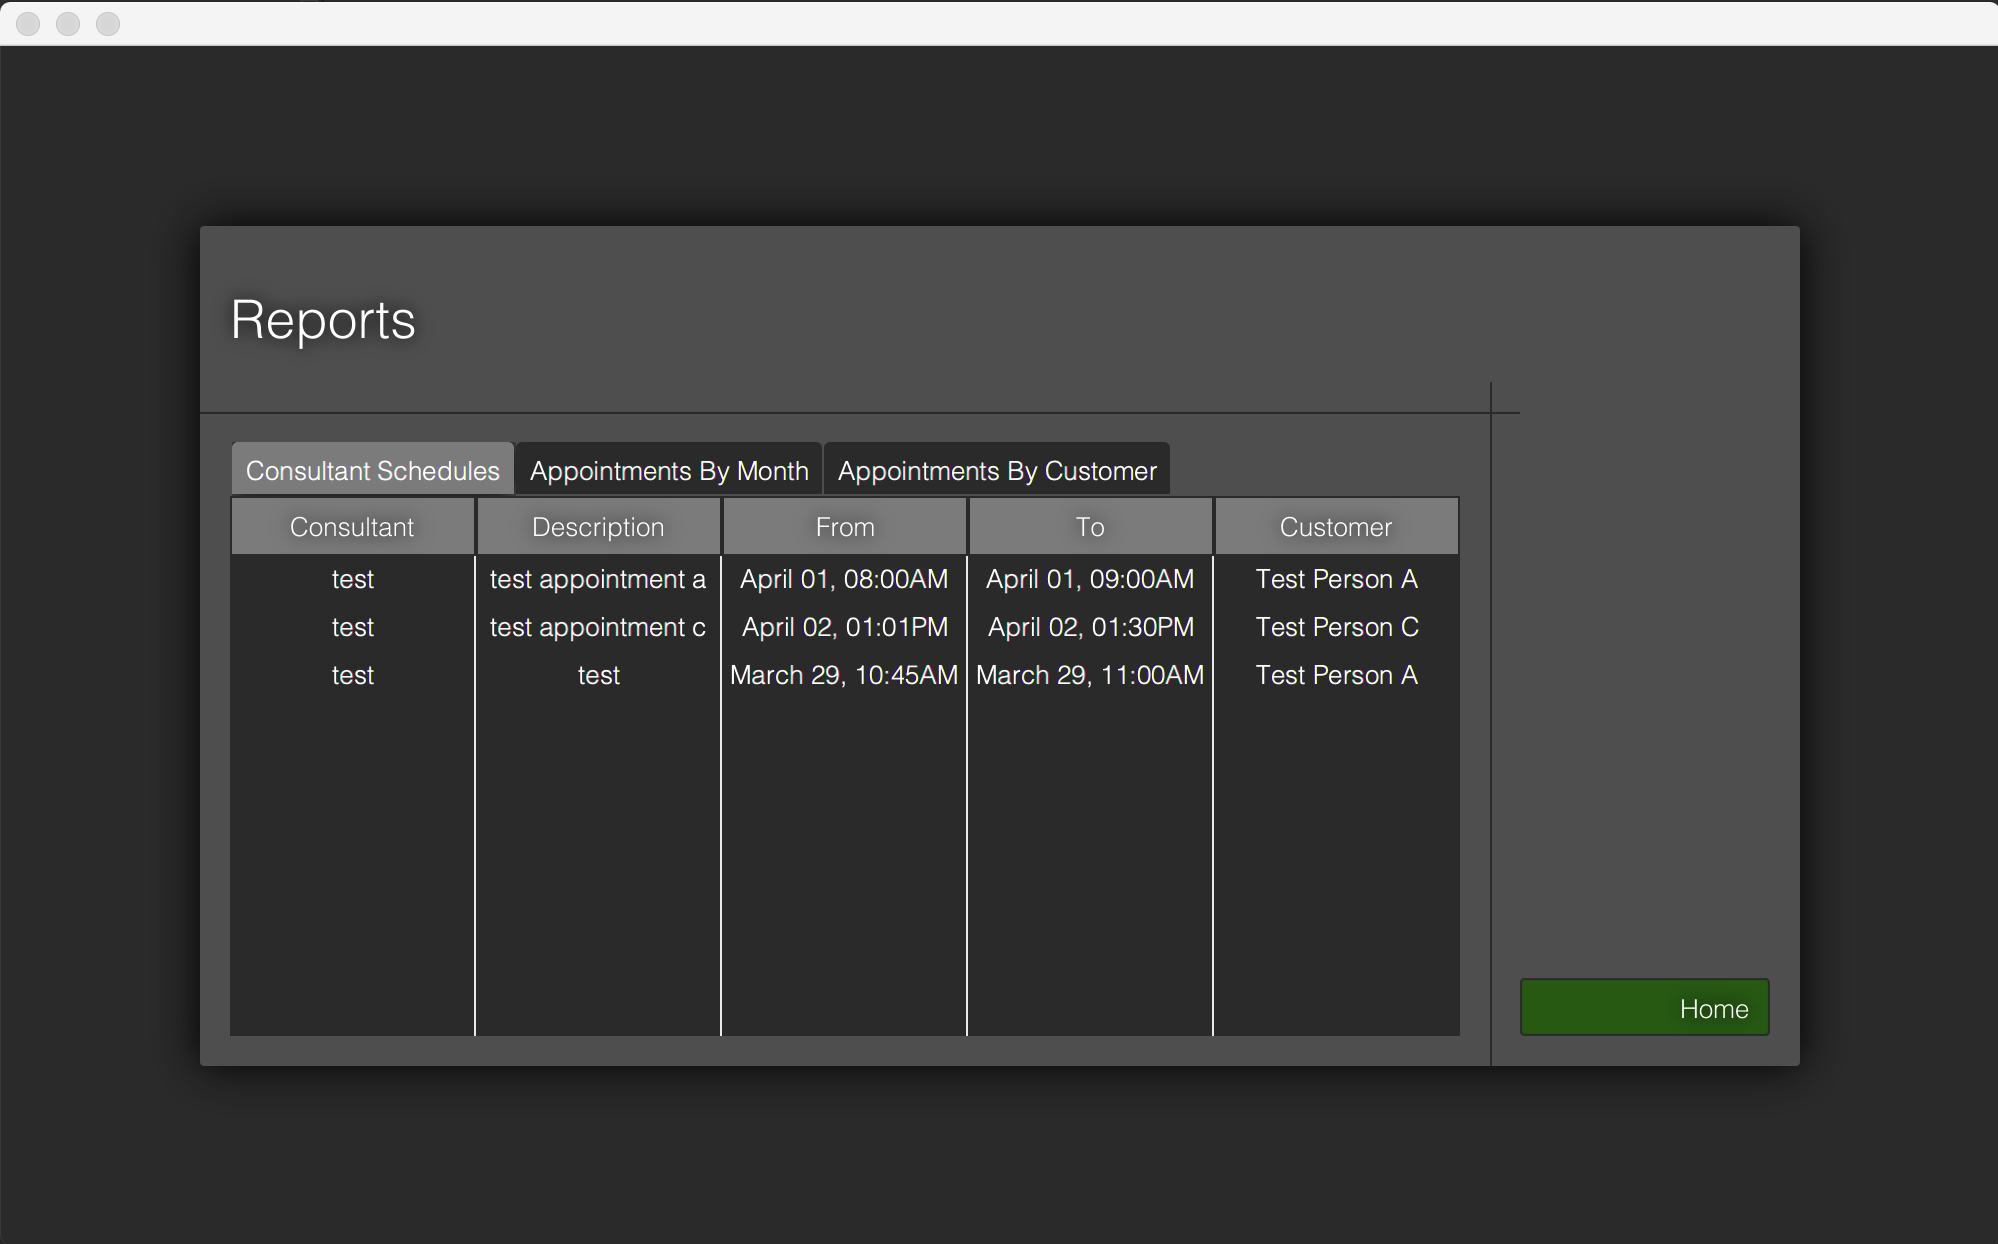 Reports
Consultant Schedules Appointments By Month Appointments By Customer
Consultant Description From To Customer
test test appointment a April 01, 08:00AM April 01, 09:00AM Test Person A
test test appointment c April 02, 01:01PM April 02, 01:30PM Test Person C
test test March 29, 10:45AM March 29, 11:00AM Test Person A
Home